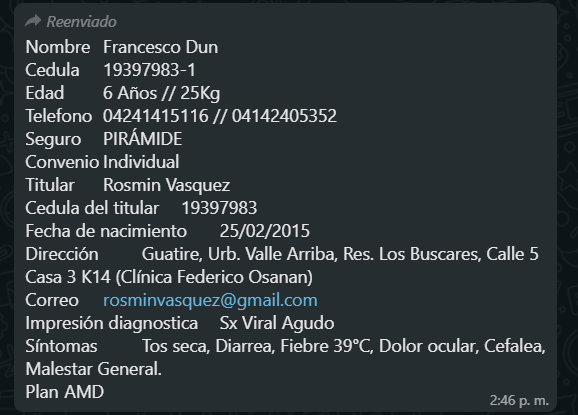 Reenviado
Nombre Francesco Dun
Cedula 19397983-1
Edad 6 Años // 25Kg
Telefono 04241415116 // 04142405352
Seguro PIRÁMIDE
Convenio Individual
Titular Rosmin Vasquez
Cedula del titular 19397983
Fecha de nacimiento 25/02/2015
Dirección Guatire, Urb. Valle Arriba, Res. Los Buscares, Calle 5
Casa 3 K14 (Clínica Federico Osanan)
Correo rosminvasquez@gmail.com
Impresión diagnostica Sx Viral Agudo
Síntomas Tos seca, Diarrea, Fiebre 39°C, Dolor ocular, Cefalea,
Malestar General.
Plan AMD
2:46 p. m.